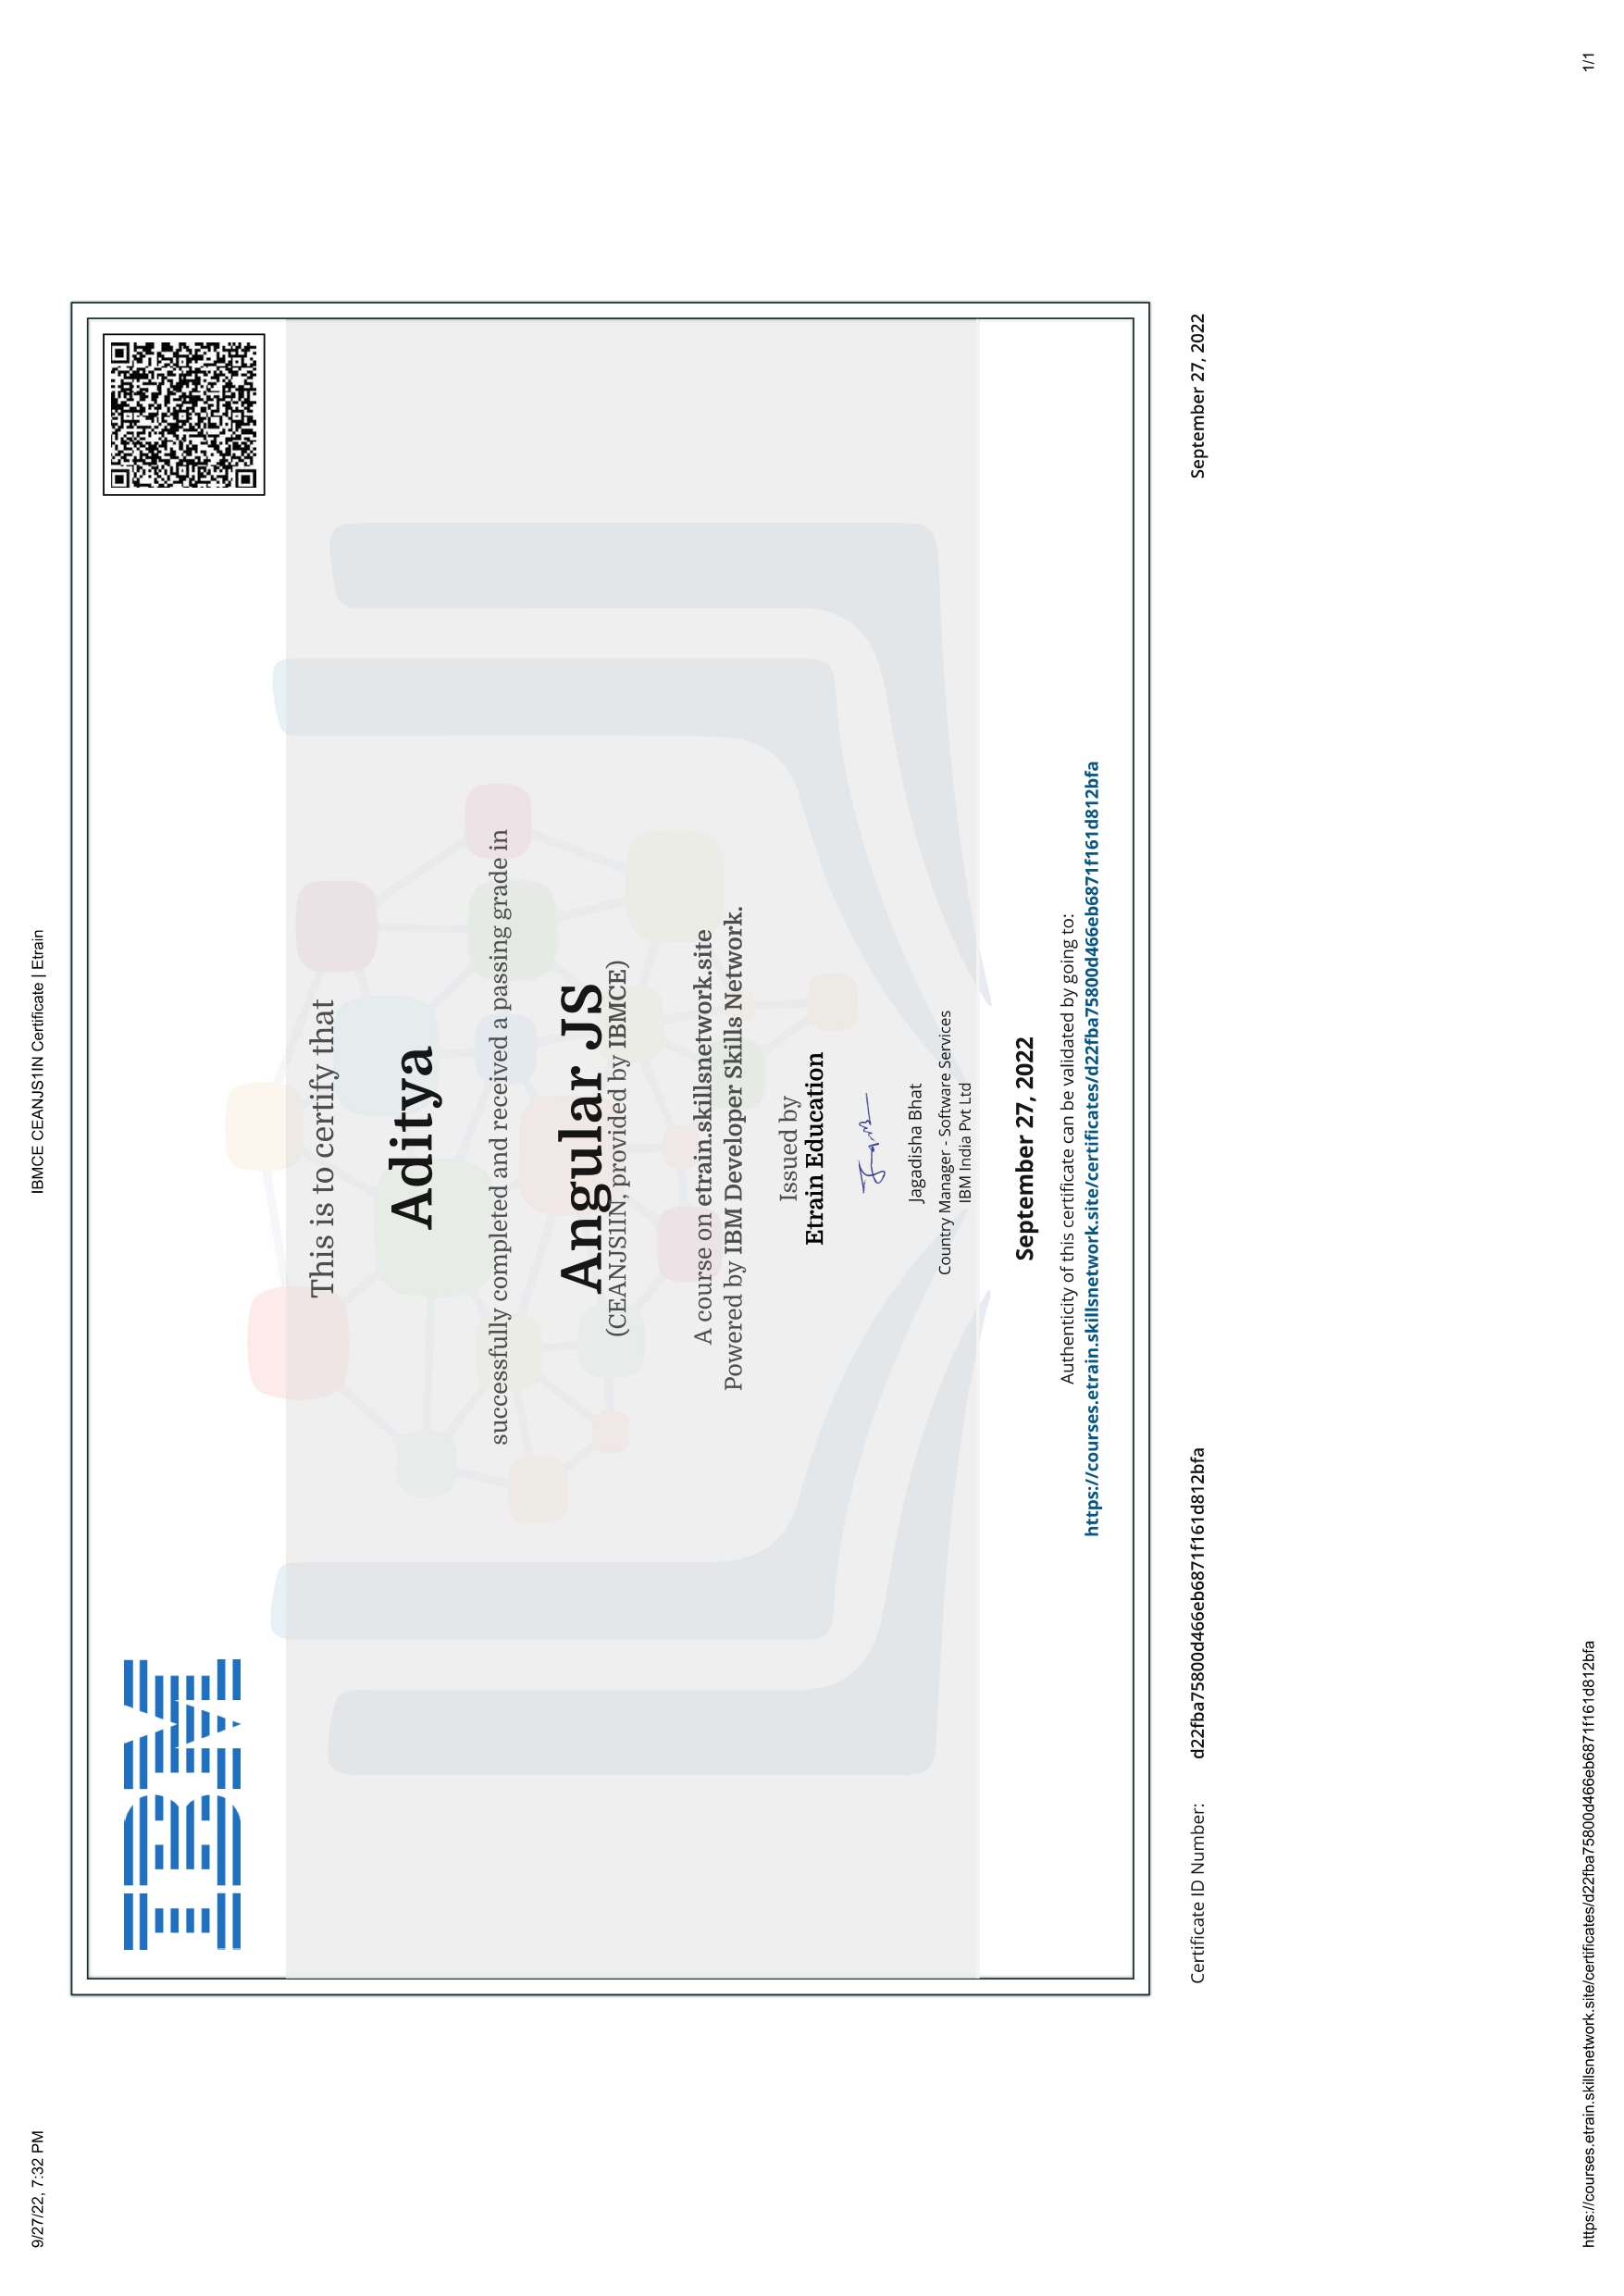 9/27/22, 7:32 PM
IBMCE CEANJS1IN Certificate | Etrain
IBM
This is to certify that
Aditya
successfully completed and received a passing grade in
Angular JS
(CEANJS1IN, provided by IBMCE)
A course on etrain.skillsnetwork.site
Powered by IBM Developer Skills Network.
Issued by
Etrain Education
Jagadisha Bhat
Country Manager - Software Services
IBM India Pvt Ltd
September 27, 2022
Authenticity of this certificate can be validated by going to:
https://courses.etrain.skillsnetwork.site/certificates/d22fba75800d466eb6871f161d812bfa
Certificate ID Number: d22fba75800d466eb6871f161d812bfa
September 27, 2022
https://courses.etrain.skillsnetwork.site/certificates/d22fba75800d466eb6871f161d812bfa
1/1